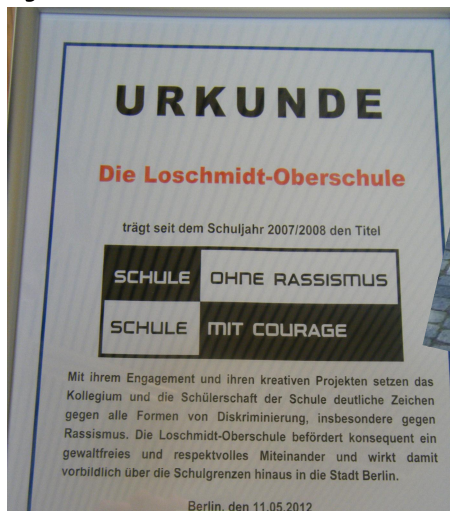 URKUNDE
Die Loschmidt-Oberschule
trägt seit dem Schuljahr 2007/2008 den Titel
SCHULE OHNE RASSISMUS
SCHULE MIT COURAGE
Mit ihrem Engagement und ihren kreativen Projekten setzen das
Kollegium und die Schülerschaft der Schule deutliche Zeichen
gegen alle Formen von Diskriminierung, insbesondere gegen
Rassismus. Die Loschmidt-Oberschule befördert konsequent ein
gewaltfreies und respektvolles Miteinander und wirkt damit
vorbildlich über die Schulgrenzen hinaus in die Stadt Berlin.
Berlin, den 11.05.2012